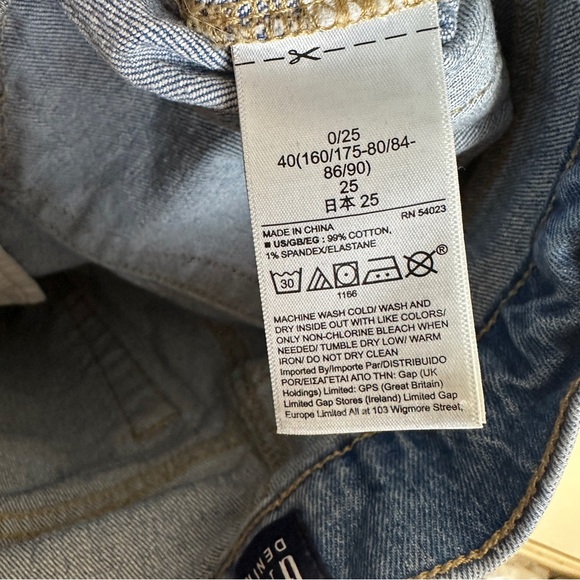 0/25
40(160/175-80/84-
86/90)
25
日本 25
RN 54023
MADE IN CHINA
■ US/GB/EG : 99% COTTON,
1% SPANDEX/ELASTANE
30
®
1166
MACHINE WASH COLD/ WASH AND
DRY INSIDE OUT WITH LIKE COLORS/
ONLY NON-CHLORINE BLEACH WHEN
NEEDED/ TUMBLE DRY LOW/ WARM
IRON/ DO NOT DRY CLEAN
Imported By/Importe Par/DISTRIBUIDO
POR/ΕΙΣΑΓΕΤΑΙ ΑΠΟ ΤΗΝ: Gap (UK
Holdings) Limited: GPS (Great Britain)
Limited Gap Stores (Ireland) Limited Gap
Europe Limited All at 103 Wigmore Street,